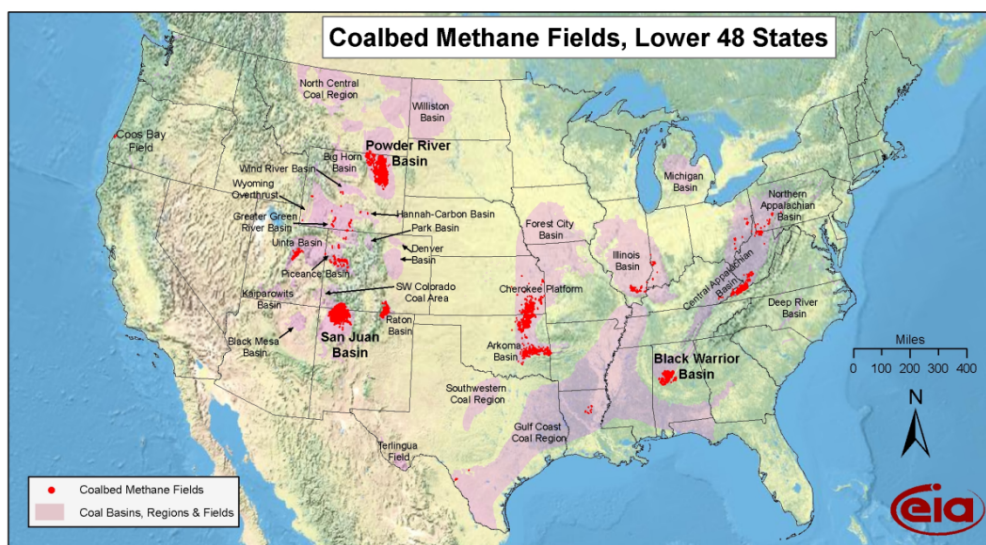 Coalbed Methane Fields, Lower 48 States
North Central
Coal Region
Williston
Basin
Coos Bay
Field
Powder River
Basin
Big Horn
Basin
Wind River Basin
Wyoming
Overthrust
Greater Green
River Basin
Hannah-Carbon Basin
Park Basin
Uinta Basin
Denver
Basin
Piceance Basin
SW Colorado
Coal Area
Kaiparowits
Basin
Black Mesa
Basin
San Juan
Basin
Raton
Basin
Michigan
Basin
Northern
Appalachian
Basin
Forest City
Basin
Illinois
Basin
Central Appalachian
Basin
Cherokee Platform
Deep River
Basin
Arkoma
Basin
Black Warrior
Basin
Southwestern
Coal Region
Gulf Coast
Coal Region
Terlingua
Field
Miles
0 100 200 300 400
N
Coalbed Methane Fields
Coal Basins, Regions & Fields
eia